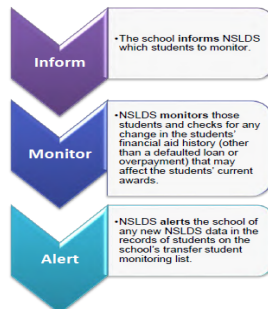 Inform
•The school informs NSLDS
which students to monitor.
Monitor
•NSLDS monitors those
students and checks for any
change in the students'
financial aid history (other
than a defaulted loan or
overpayment) that may
affect the students' current
awards.
Alert
•NSLDS alerts the school of
any new NSLDS data in the
records of students on the
school's transfer student
monitoring list.